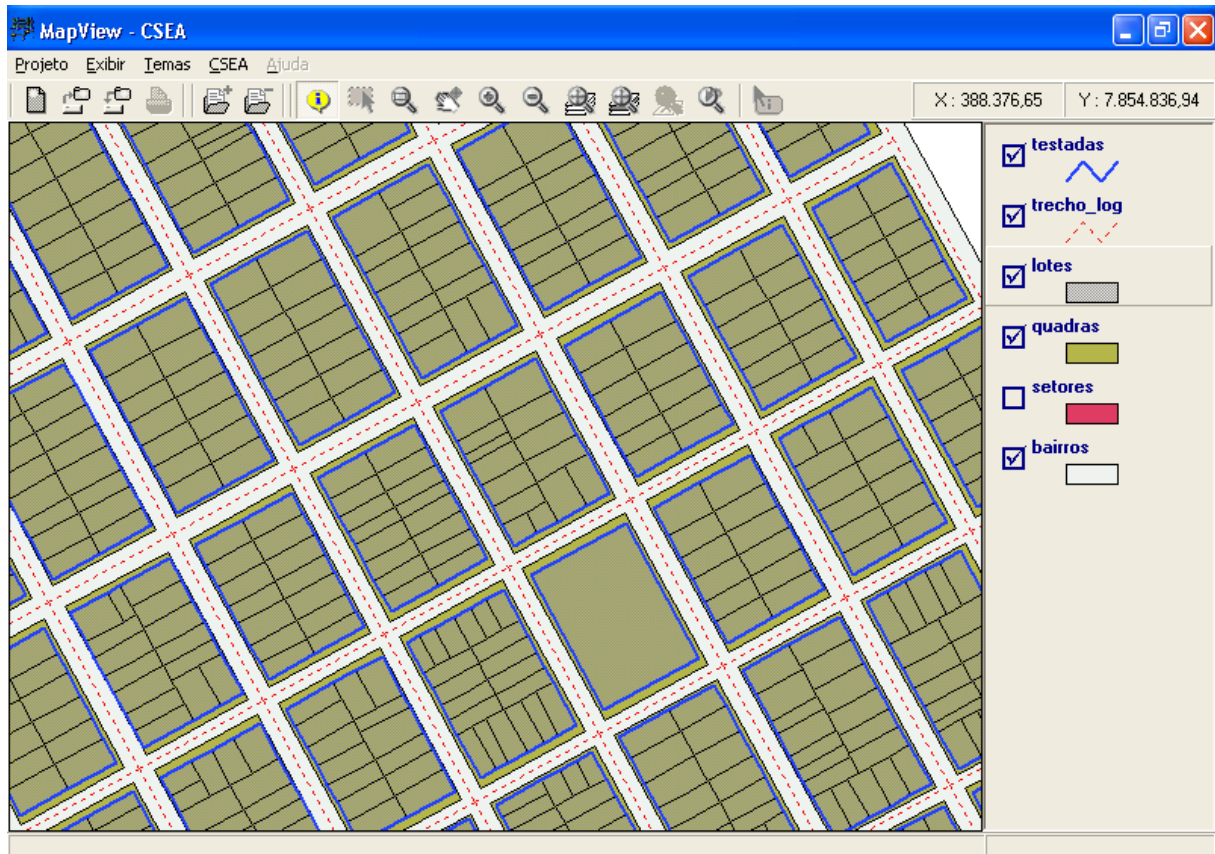 MapView - CSEA
Projeto Exibir Temas CSEA Ajuda
X : 388.376,65 Y : 7.854.836,94
testadas
trecho_log
lotes
quadras
setores
bairros